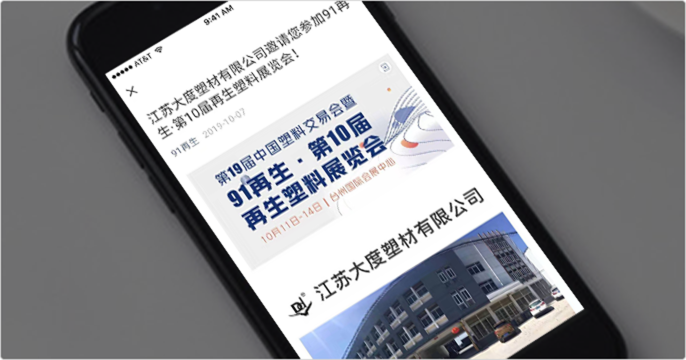 AT&T
9:41 AM
江苏大度塑材有限公司邀请您参加91再
生·第10届再生塑料展览会！
91再生 2019-10-07
第19届中国塑料交易会暨
91再生·第10届
再生塑料展览会
10月11日-14日 | 台州国际会展中心
江苏大度塑材有限公司